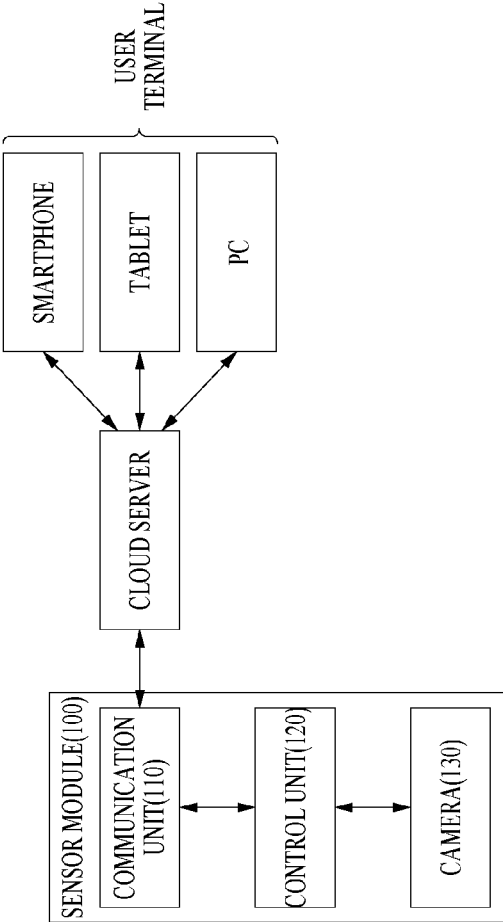 SENSOR MODULE(100)
COMMUNICATION
UNIT(110)
CONTROL UNIT(120)
CAMERA(130)
CLOUD SERVER
SMARTPHONE
TABLET
PC
USER
TERMINAL